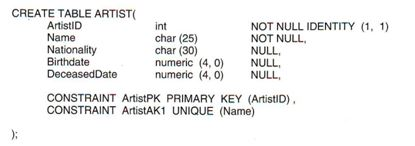 CREATE TABLE ARTIST(
ArtistID int NOT NULL IDENTITY (1, 1)
Name char (25) NOT NULL,
Nationality char (30) NULL,
Birthdate numeric (4, 0) NULL,
DeceasedDate numeric (4, 0) NULL,
CONSTRAINT ArtistPK PRIMARY KEY (ArtistID) ,
CONSTRAINT ArtistAK1 UNIQUE (Name)
);